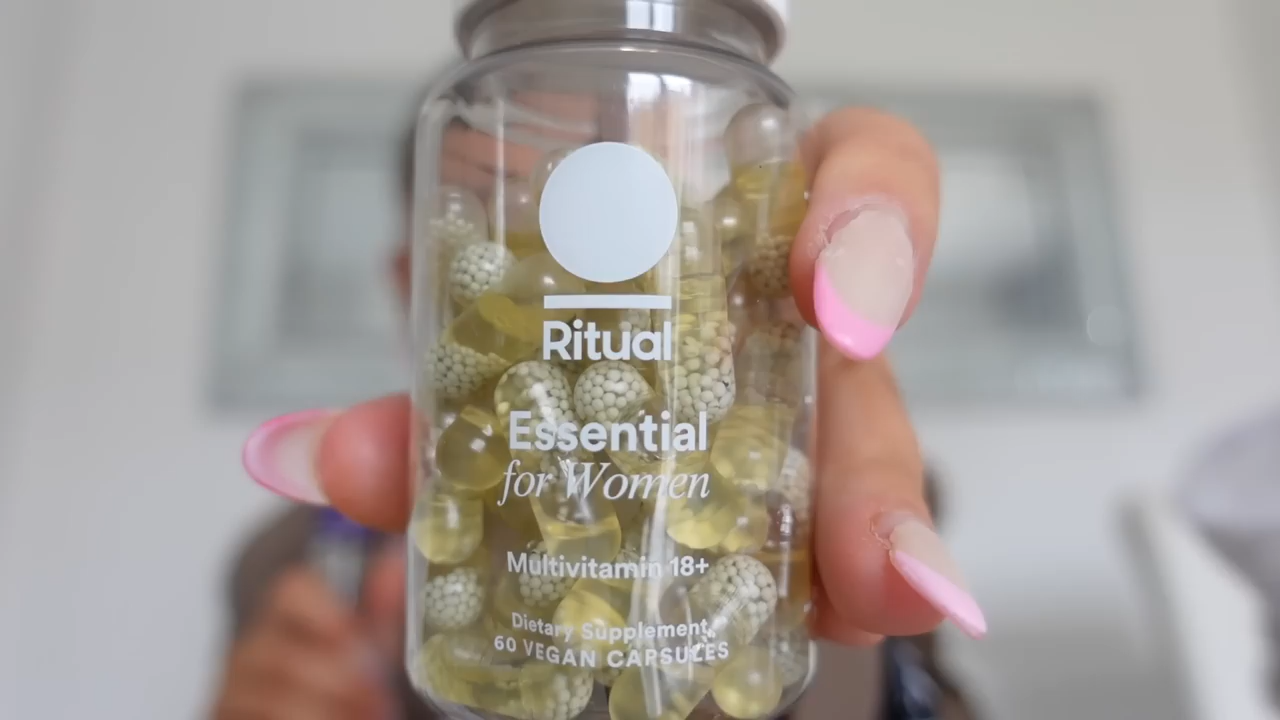 Ritual
Essential
for Women
Multivitamin 18+
Dietary Supplement
60 VEGAN CAPSULES